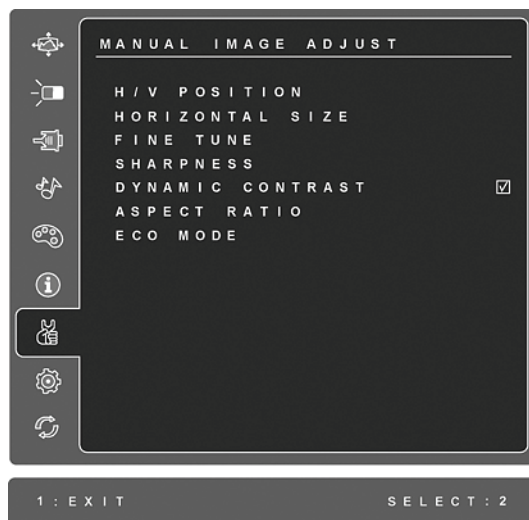 MANUAL IMAGE ADJUST
H/V POSITION
HORIZONTAL SIZE
FINE TUNE
SHARPNESS
DYNAMIC CONTRAST
ASPECT RATIO
ECO MODE
1:EXIT SELECT:2